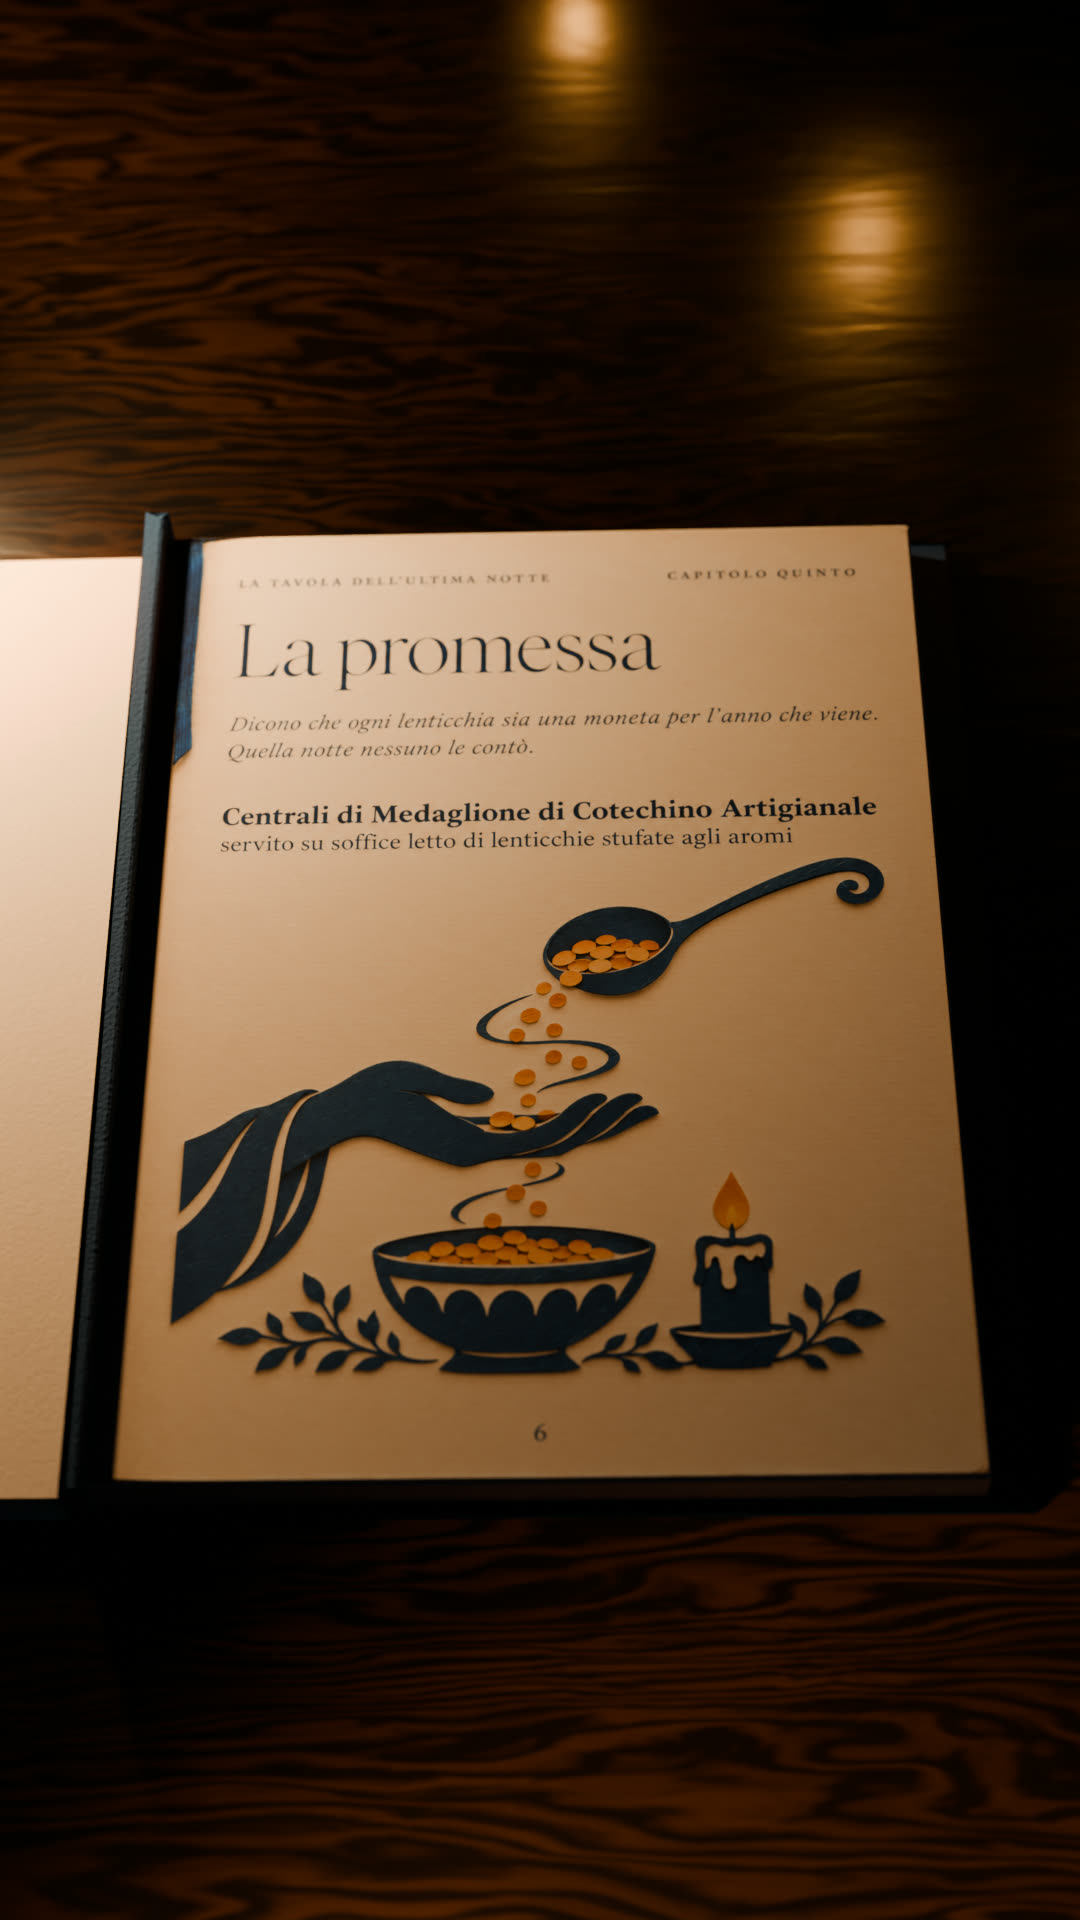 LA TAVOLA DELL'ULTIMA NOTTE
CAPITOLO QUINTO
La promessa
Dicono che ogni lenticchia sia una moneta per l'anno che viene.
Quella notte nessuno le contò.
Centrali di Medaglione di Cotechino Artigianale
servito su soffice letto di lenticchie stufate agli aromi
6